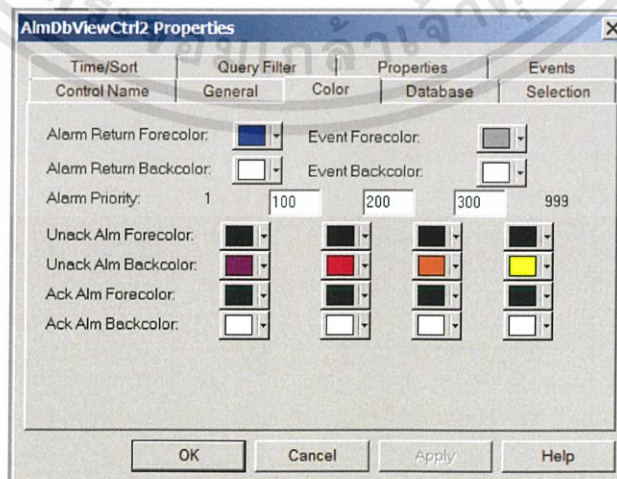 AlmDbViewCtrl2 Properties
Time/Sort Query Filter Properties Events
Control Name General Color Database Selection
Alarm Return Forecolor: Event Forecolor:
Alarm Return Backcolor: Event Backcolor:
Alarm Priority: 1 100 200 300 999
Unack Alm Forecolor:
Unack Alm Backcolor:
Ack Alm Forecolor:
Ack Alm Backcolor:
OK Cancel Apply Help